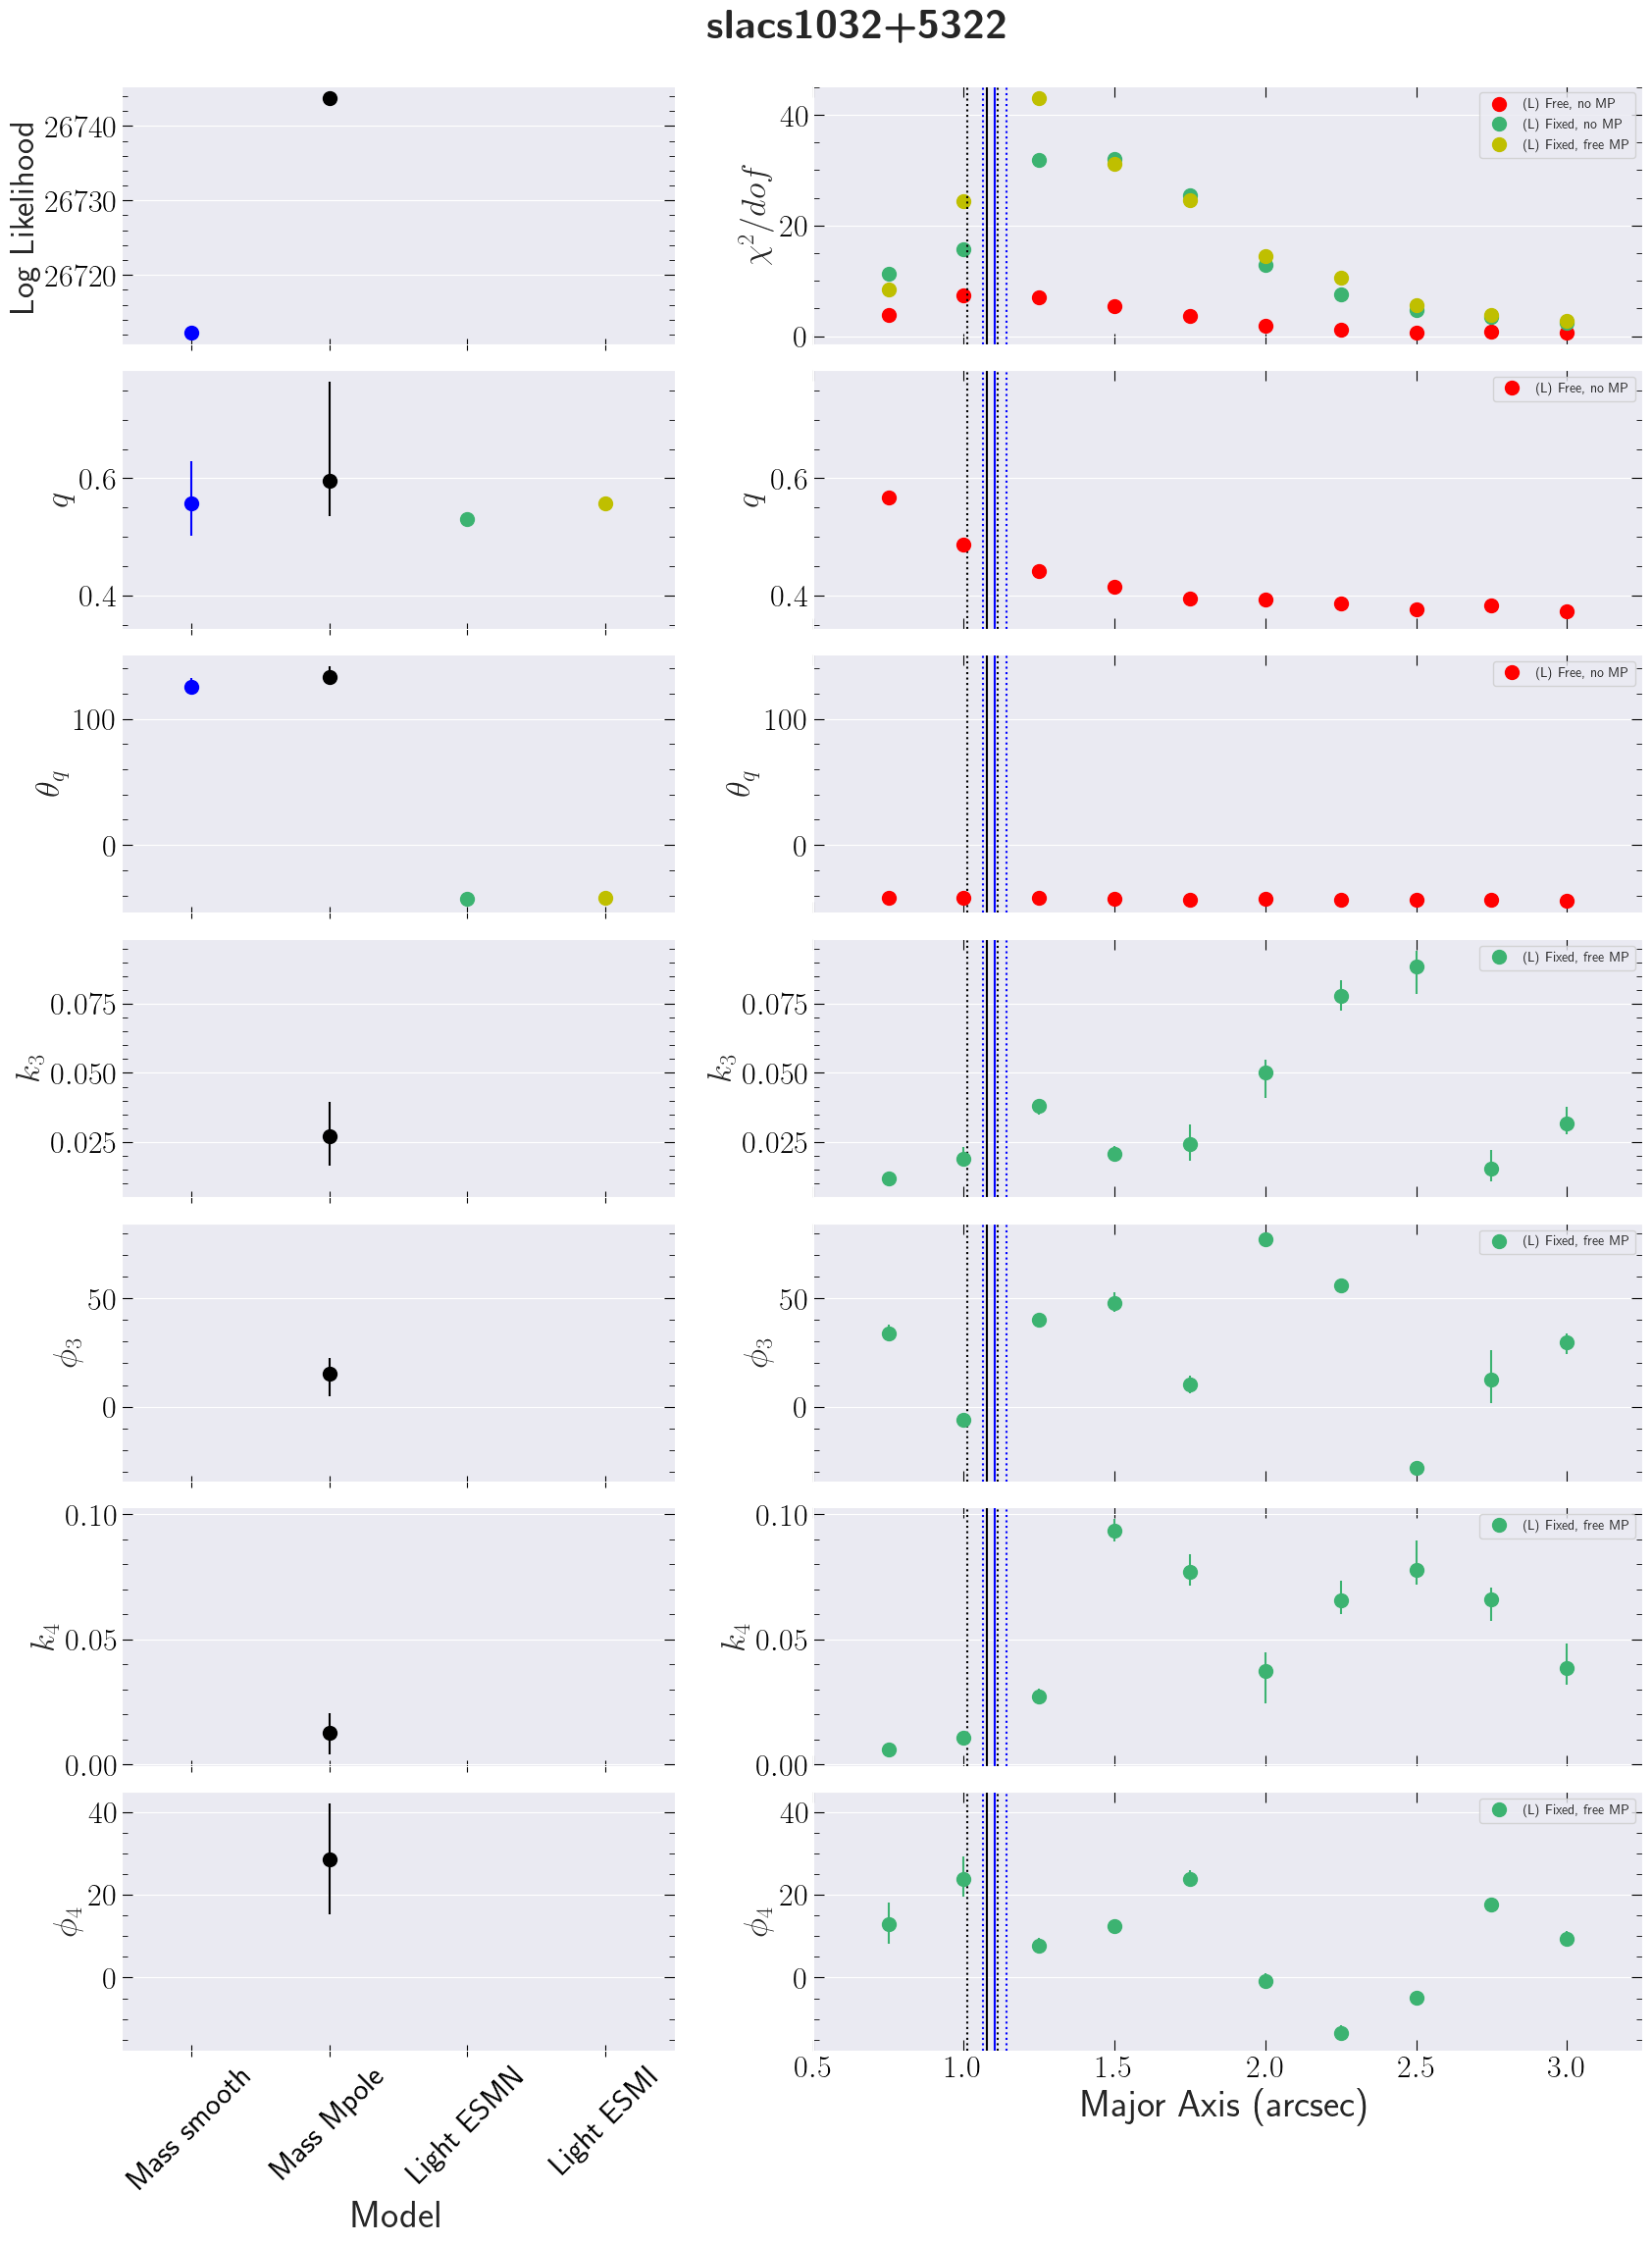 slacs1032+5322
Log Likelihood
26740
26730
26720
χ²/dof
40
20
0
(L) Free, no MP
(L) Fixed, no MP
(L) Fixed, free MP
q
0.6
0.4
q
0.6
0.4
(L) Free, no MP
θq
100
0
θq
100
0
(L) Free, no MP
k3
0.075
0.050
0.025
k3
0.075
0.050
0.025
(L) Fixed, free MP
ϕ3
50
0
ϕ3
50
0
(L) Fixed, free MP
k4
0.10
0.05
0.00
k4
0.10
0.05
0.00
(L) Fixed, free MP
ϕ4
40
20
0
ϕ4
40
20
0
(L) Fixed, free MP
Mass smooth
Mass Mpole
Light ESMN
Light ESMI
Model
0.5 1.0 1.5 2.0 2.5 3.0
Major Axis (arcsec)